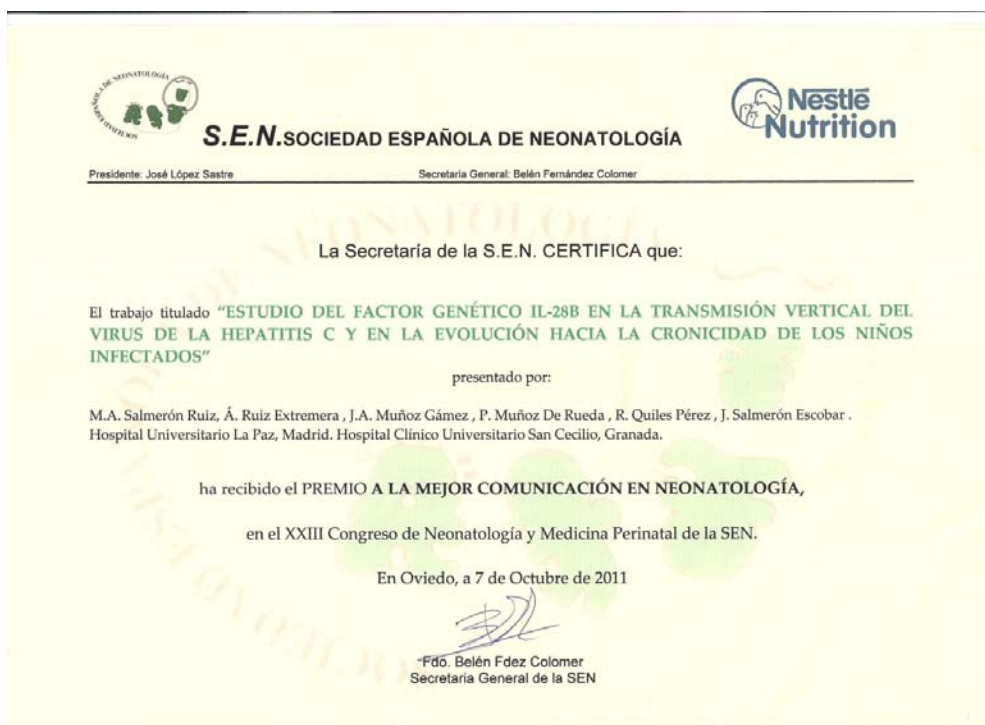 SOCIEDAD ESPAÑOLA DE NEONATOLOGÍA
Nestlé
Nutrition
S.E.N.SOCIEDAD ESPAÑOLA DE NEONATOLOGÍA
Presidente: José López Sastre Secretaria General: Belén Fernández Colomer
La Secretaría de la S.E.N. CERTIFICA que:
El trabajo titulado "ESTUDIO DEL FACTOR GENÉTICO IL-28B EN LA TRANSMISIÓN VERTICAL DEL
VIRUS DE LA HEPATITIS C Y EN LA EVOLUCIÓN HACIA LA CRONICIDAD DE LOS NIÑOS
INFECTADOS"
presentado por:
M.A. Salmerón Ruiz, Á. Ruiz Extremera , J.A. Muñoz Gámez , P. Muñoz De Rueda , R. Quiles Pérez , J. Salmerón Escobar .
Hospital Universitario La Paz, Madrid. Hospital Clínico Universitario San Cecilio, Granada.
ha recibido el PREMIO A LA MEJOR COMUNICACIÓN EN NEONATOLOGÍA,
en el XXIII Congreso de Neonatología y Medicina Perinatal de la SEN.
En Oviedo, a 7 de Octubre de 2011
Fdo. Belén Fdez Colomer
Secretaria General de la SEN